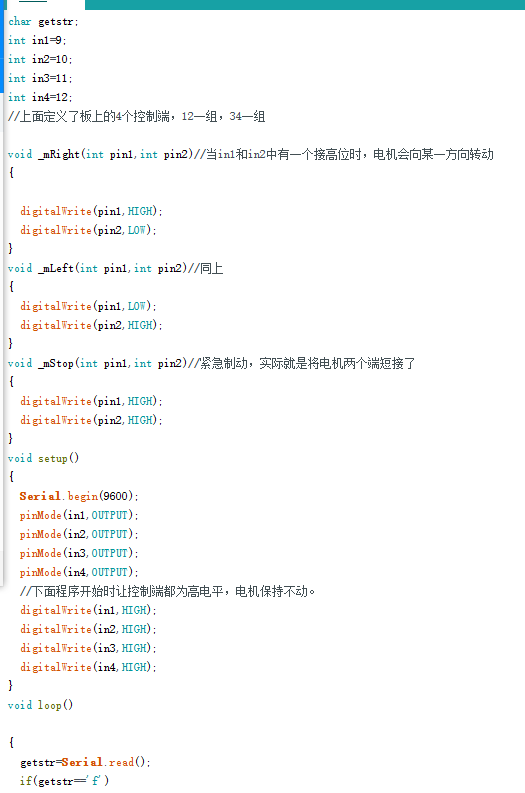 char getstr;
int in1=9;
int in2=10;
int in3=11;
int in4=12;
//上面定义了板上的4个控制端，12一组，34一组
void _mRight(int pin1,int pin2)//当in1和in2中有一个接高位时，电机会向某一方向转动
{
digitalWrite(pin1,HIGH);
digitalWrite(pin2,LOW);
}
void _mLeft(int pin1,int pin2)//同上
{
digitalWrite(pin1,LOW);
digitalWrite(pin2,HIGH);
}
void _mStop(int pin1,int pin2)//紧急制动，实际就是将电机两个端短接了
{
digitalWrite(pin1,HIGH);
digitalWrite(pin2,HIGH);
}
void setup()
{
Serial.begin(9600);
pinMode(in1,OUTPUT);
pinMode(in2,OUTPUT);
pinMode(in3,OUTPUT);
pinMode(in4,OUTPUT);
//下面程序开始时让控制端都为高电平，电机保持不动。
digitalWrite(in1,HIGH);
digitalWrite(in2,HIGH);
digitalWrite(in3,HIGH);
digitalWrite(in4,HIGH);
}
void loop()
{
getstr=Serial.read();
if(getstr=='f')